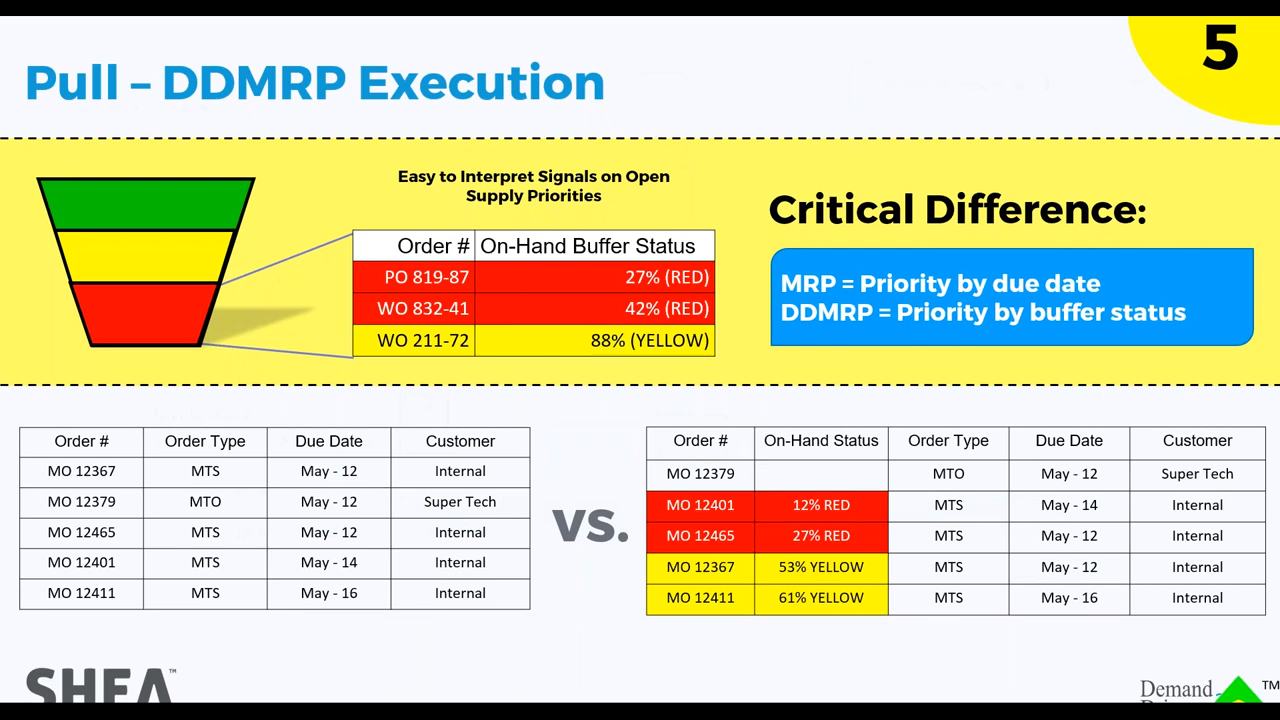 5
Pull – DDMRP Execution
Easy to Interpret Signals on Open
Supply Priorities
Order # On-Hand Buffer Status
PO 819-87 27% (RED)
WO 832-41 42% (RED)
WO 211-72 88% (YELLOW)
Critical Difference:
MRP = Priority by due date
DDMRP = Priority by buffer status
Order # Order Type Due Date Customer
MO 12367 MTS May - 12 Internal
MO 12379 MTO May - 12 Super Tech
MO 12465 MTS May - 12 Internal
MO 12401 MTS May - 14 Internal
MO 12411 MTS May - 16 Internal
vs.
Order # On-Hand Status Order Type Due Date Customer
MO 12379 MTO May - 12 Super Tech
MO 12401 12% RED MTS May - 14 Internal
MO 12465 27% RED MTS May - 12 Internal
MO 12367 53% YELLOW MTS May - 12 Internal
MO 12411 61% YELLOW MTS May - 16 Internal
SHEA™
Demand
TM